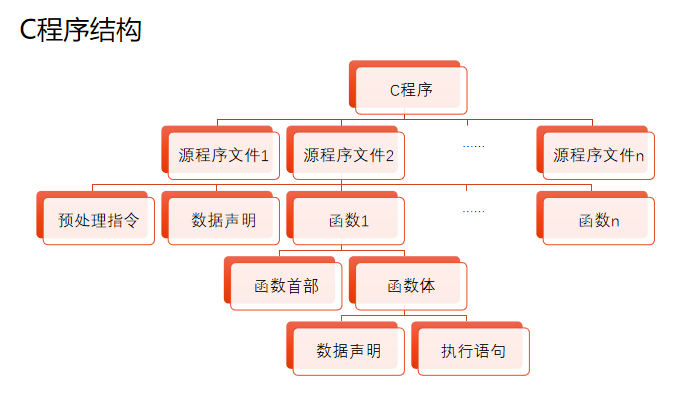 C程序结构
C程序
源程序文件1
源程序文件2
……
源程序文件n
预处理指令
数据声明
函数1
……
函数n
函数首部
函数体
数据声明
执行语句